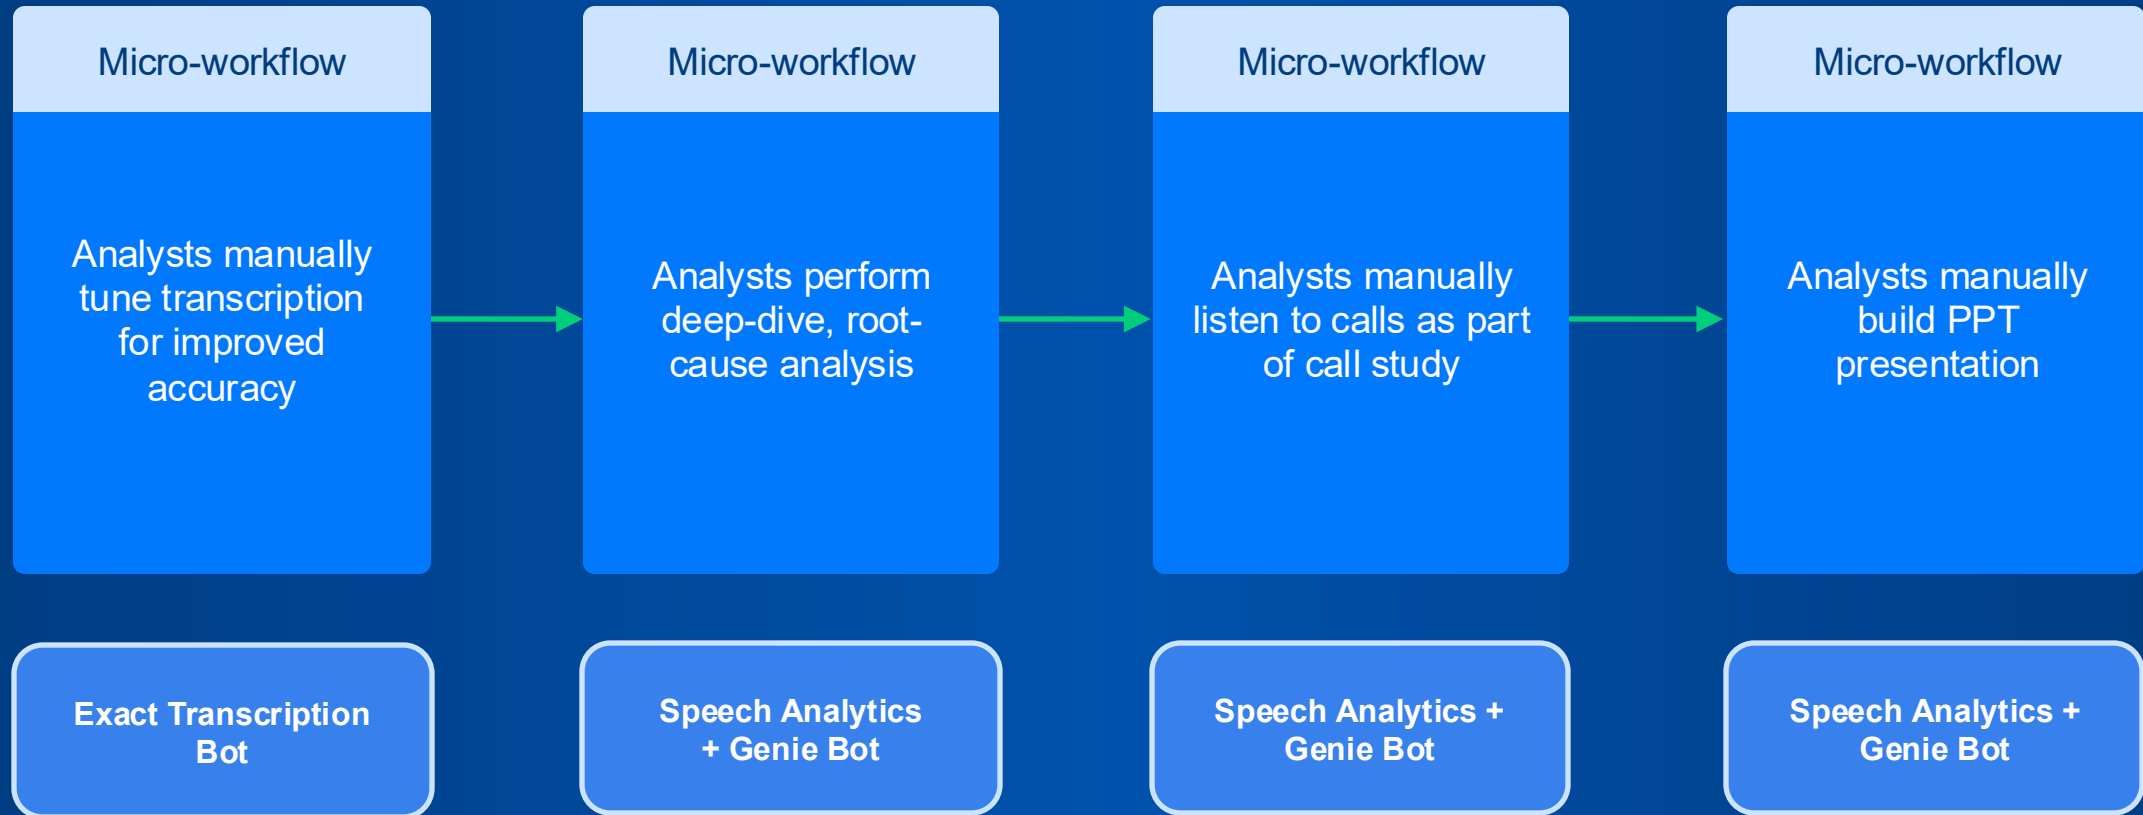 Micro-workflow
Analysts manually
tune transcription
for improved
accuracy
Micro-workflow
Analysts perform
deep-dive, root-
cause analysis
Micro-workflow
Analysts manually
listen to calls as part
of call study
Micro-workflow
Analysts manually
build PPT
presentation
Exact Transcription
Bot
Speech Analytics
+ Genie Bot
Speech Analytics +
Genie Bot
Speech Analytics +
Genie Bot